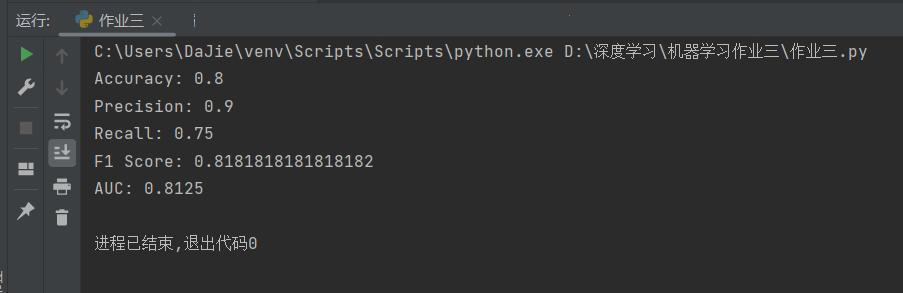 运行: 作业三
C:\Users\DaJie\venv\Scripts\Scripts\python.exe D:\深度学习\机器学习作业三\作业三.py
Accuracy: 0.8
Precision: 0.9
Recall: 0.75
F1 Score: 0.8181818181818182
AUC: 0.8125
进程已结束,退出代码0